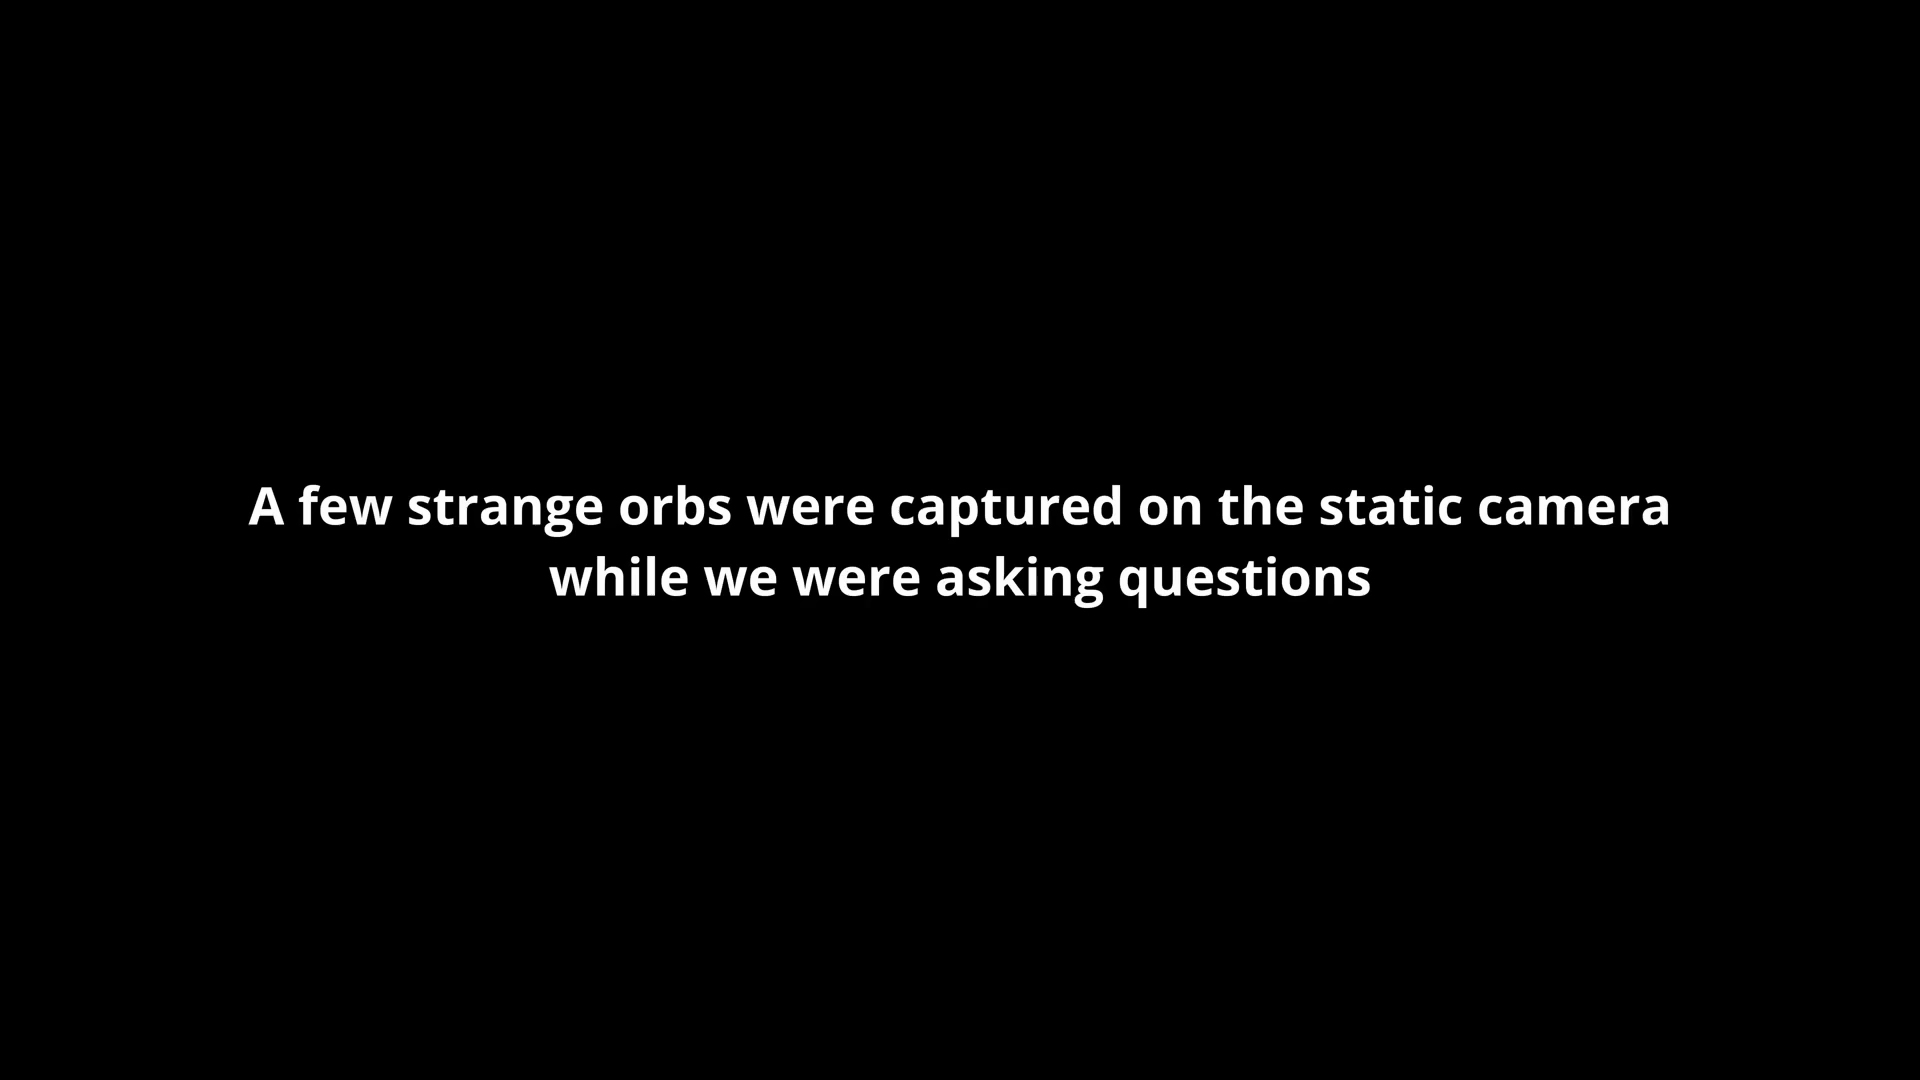 A few strange orbs were captured on the static camera
while we were asking questions